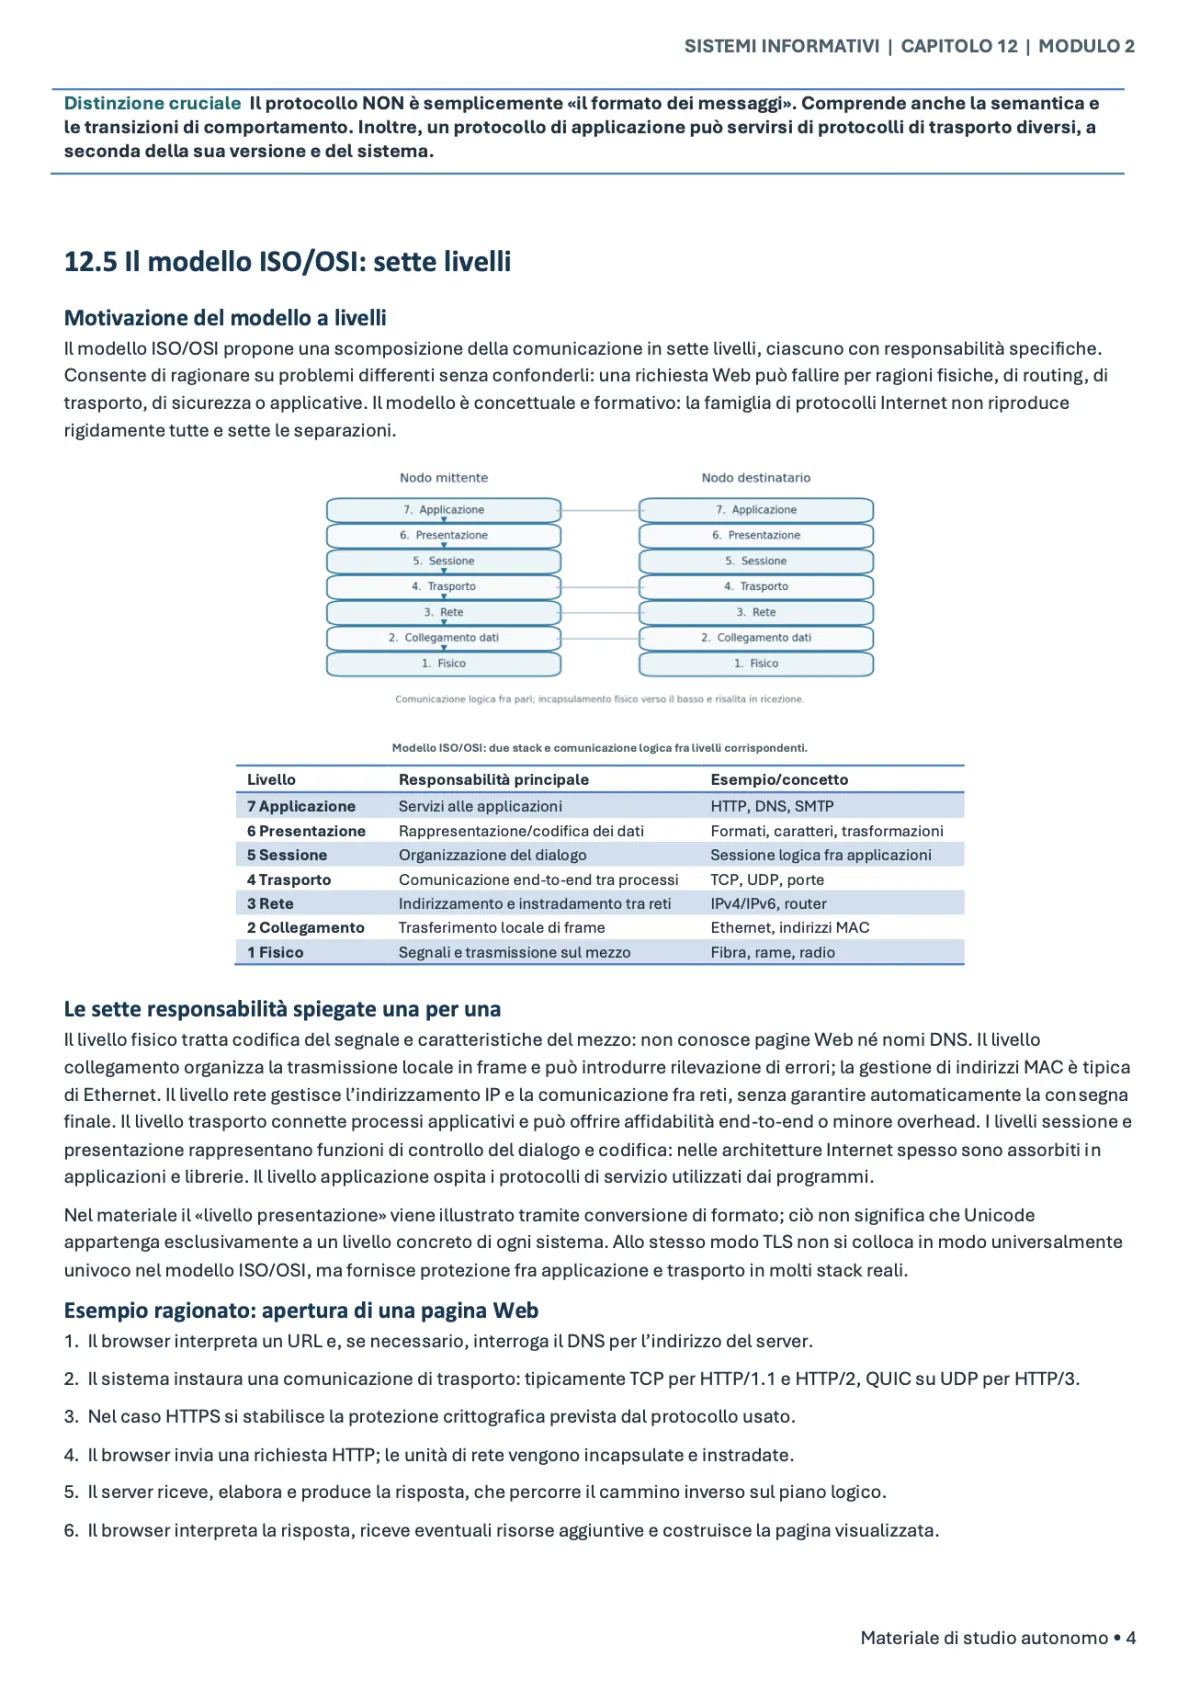 SISTEMI INFORMATIVI | CAPITOLO 12 | MODULO 2
Distinzione cruciale Il protocollo NON è semplicemente «il formato dei messaggi». Comprende anche la semantica e
le transizioni di comportamento. Inoltre, un protocollo di applicazione può servirsi di protocolli di trasporto diversi, a
seconda della sua versione e del sistema.
12.5 Il modello ISO/OSI: sette livelli
Motivazione del modello a livelli
Il modello ISO/OSI propone una scomposizione della comunicazione in sette livelli, ciascuno con responsabilità specifiche.
Consente di ragionare su problemi differenti senza confonderli: una richiesta Web può fallire per ragioni fisiche, di routing, di
trasporto, di sicurezza o applicative. Il modello è concettuale e formativo: la famiglia di protocolli Internet non riproduce
rigidamente tutte e sette le separazioni.
Nodo mittente Nodo destinatario
7. Applicazione 7. Applicazione
6. Presentazione 6. Presentazione
5. Sessione 5. Sessione
4. Trasporto 4. Trasporto
3. Rete 3. Rete
2. Collegamento dati 2. Collegamento dati
1. Fisico 1. Fisico
Comunicazione logica fra pari; incapsulamento fisico verso il basso e risalita in ricezione.
Modello ISO/OSI: due stack e comunicazione logica fra livelli corrispondenti.
Livello Responsabilità principale Esempio/concetto
7 Applicazione Servizi alle applicazioni HTTP, DNS, SMTP
6 Presentazione Rappresentazione/codifica dei dati Formati, caratteri, trasformazioni
5 Sessione Organizzazione del dialogo Sessione logica fra applicazioni
4 Trasporto Comunicazione end-to-end tra processi TCP, UDP, porte
3 Rete Indirizzamento e instradamento tra reti IPv4/IPv6, router
2 Collegamento Trasferimento locale di frame Ethernet, indirizzi MAC
1 Fisico Segnali e trasmissione sul mezzo Fibra, rame, radio
Le sette responsabilità spiegate una per una
Il livello fisico tratta codifica del segnale e caratteristiche del mezzo: non conosce pagine Web né nomi DNS. Il livello
collegamento organizza la trasmissione locale in frame e può introdurre rilevazione di errori; la gestione di indirizzi MAC è tipica
di Ethernet. Il livello rete gestisce l’indirizzamento IP e la comunicazione fra reti, senza garantire automaticamente la consegna
finale. Il livello trasporto connette processi applicativi e può offrire affidabilità end-to-end o minore overhead. I livelli sessione e
presentazione rappresentano funzioni di controllo del dialogo e codifica: nelle architetture Internet spesso sono assorbiti in
applicazioni e librerie. Il livello applicazione ospita i protocolli di servizio utilizzati dai programmi.
Nel materiale il «livello presentazione» viene illustrato tramite conversione di formato; ciò non significa che Unicode
appartenga esclusivamente a un livello concreto di ogni sistema. Allo stesso modo TLS non si colloca in modo universalmente
univoco nel modello ISO/OSI, ma fornisce protezione fra applicazione e trasporto in molti stack reali.
Esempio ragionato: apertura di una pagina Web
1. Il browser interpreta un URL e, se necessario, interroga il DNS per l’indirizzo del server.
2. Il sistema instaura una comunicazione di trasporto: tipicamente TCP per HTTP/1.1 e HTTP/2, QUIC su UDP per HTTP/3.
3. Nel caso HTTPS si stabilisce la protezione crittografica prevista dal protocollo usato.
4. Il browser invia una richiesta HTTP; le unità di rete vengono incapsulate e instradate.
5. Il server riceve, elabora e produce la risposta, che percorre il cammino inverso sul piano logico.
6. Il browser interpreta la risposta, riceve eventuali risorse aggiuntive e costruisce la pagina visualizzata.
Materiale di studio autonomo • 4